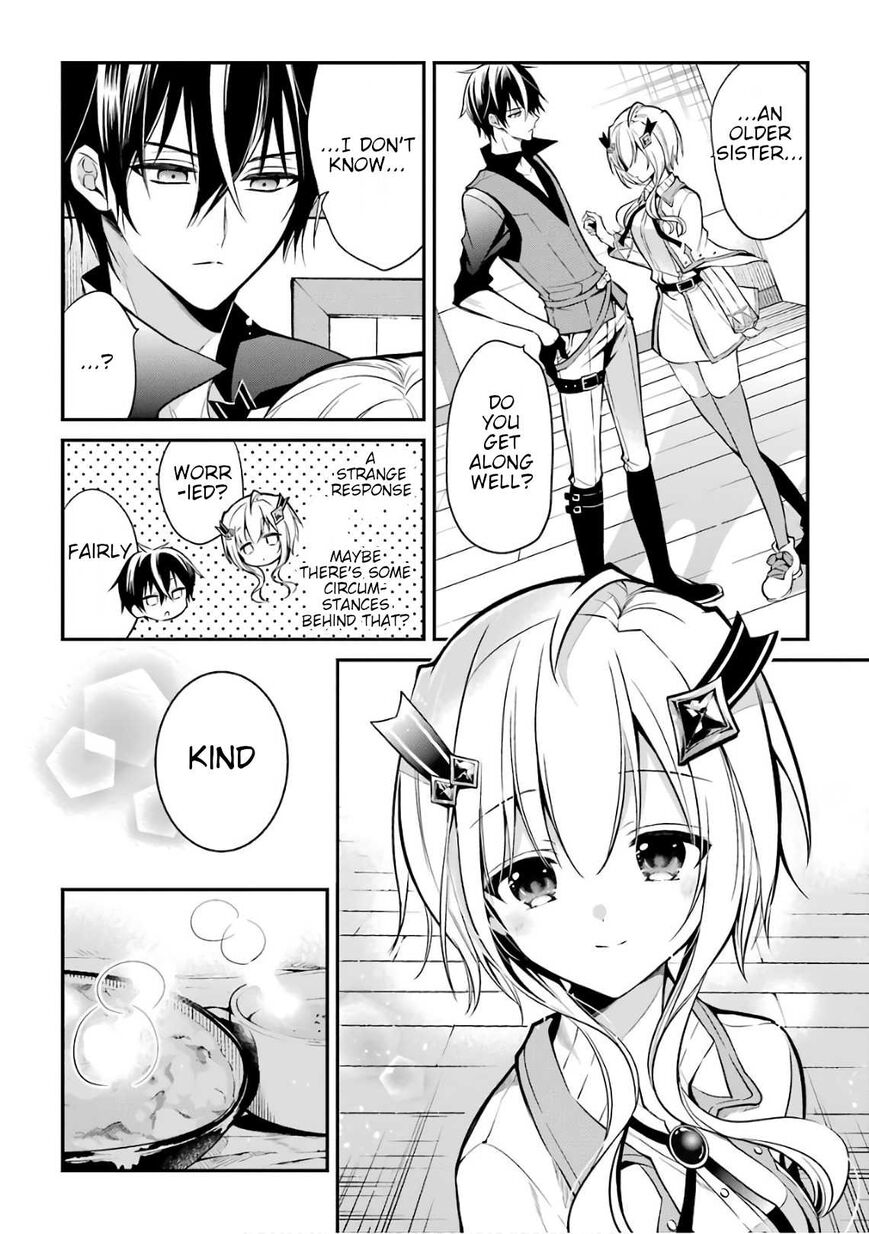 ...AN
OLDER
SISTER...
DO
YOU
GET
ALONG
WELL?
...I DON'T
KNOW...
...?
A
STRANGE
RESPONSE
MAYBE
THERE'S SOME
CIRCUM-
STANCES
BEHIND THAT?
WORR
-IED?
FAIRLY
KIND